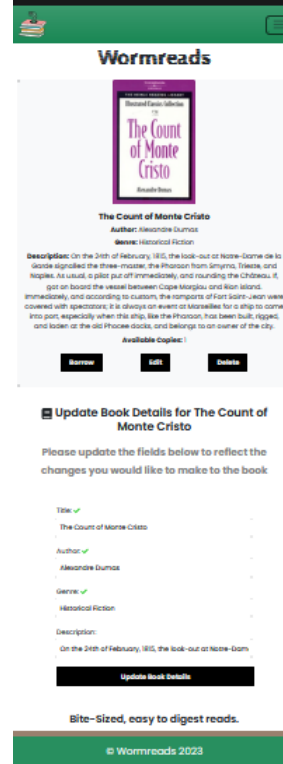 Wormreads
Illustrated Classics Collection
The Count
of Monte
Cristo
Alexandre Dumas
The Count of Monte Cristo
Author: Alexandre Dumas
Genre: Historical Fiction
Description: On the 24th of February, 1815, the look-out at Notre-Dame de la
Garde signalled the three-master, the Pharaon from Smyrna, Trieste, and
Naples. As usual, a pilot put off immediately, and rounding the Château. If,
got on board the vessel between Cape Morgiou and Rion island.
Immediately, and according to custom, the ramparts of Fort Saint-Jean were
covered with spectators; it is always an event at Marseilles for a ship to come
into port, especially when this ship, like the Pharaon, has been built, rigged,
and laden at the old Phocee docks, and belongs to an owner of the city.
Available Copies: 1
Borrow Edit Delete
Update Book Details for The Count of
Monte Cristo
Please update the fields below to reflect the
changes you would like to make to the book
Title:
The Count of Monte Cristo
Author:
Alexandre Dumas
Genre:
Historical Fiction
Description:
On the 24th of February, 1815, the look-out at Notre-Dam
Update Book Details
Bite-Sized, easy to digest reads.
© Wormreads 2023